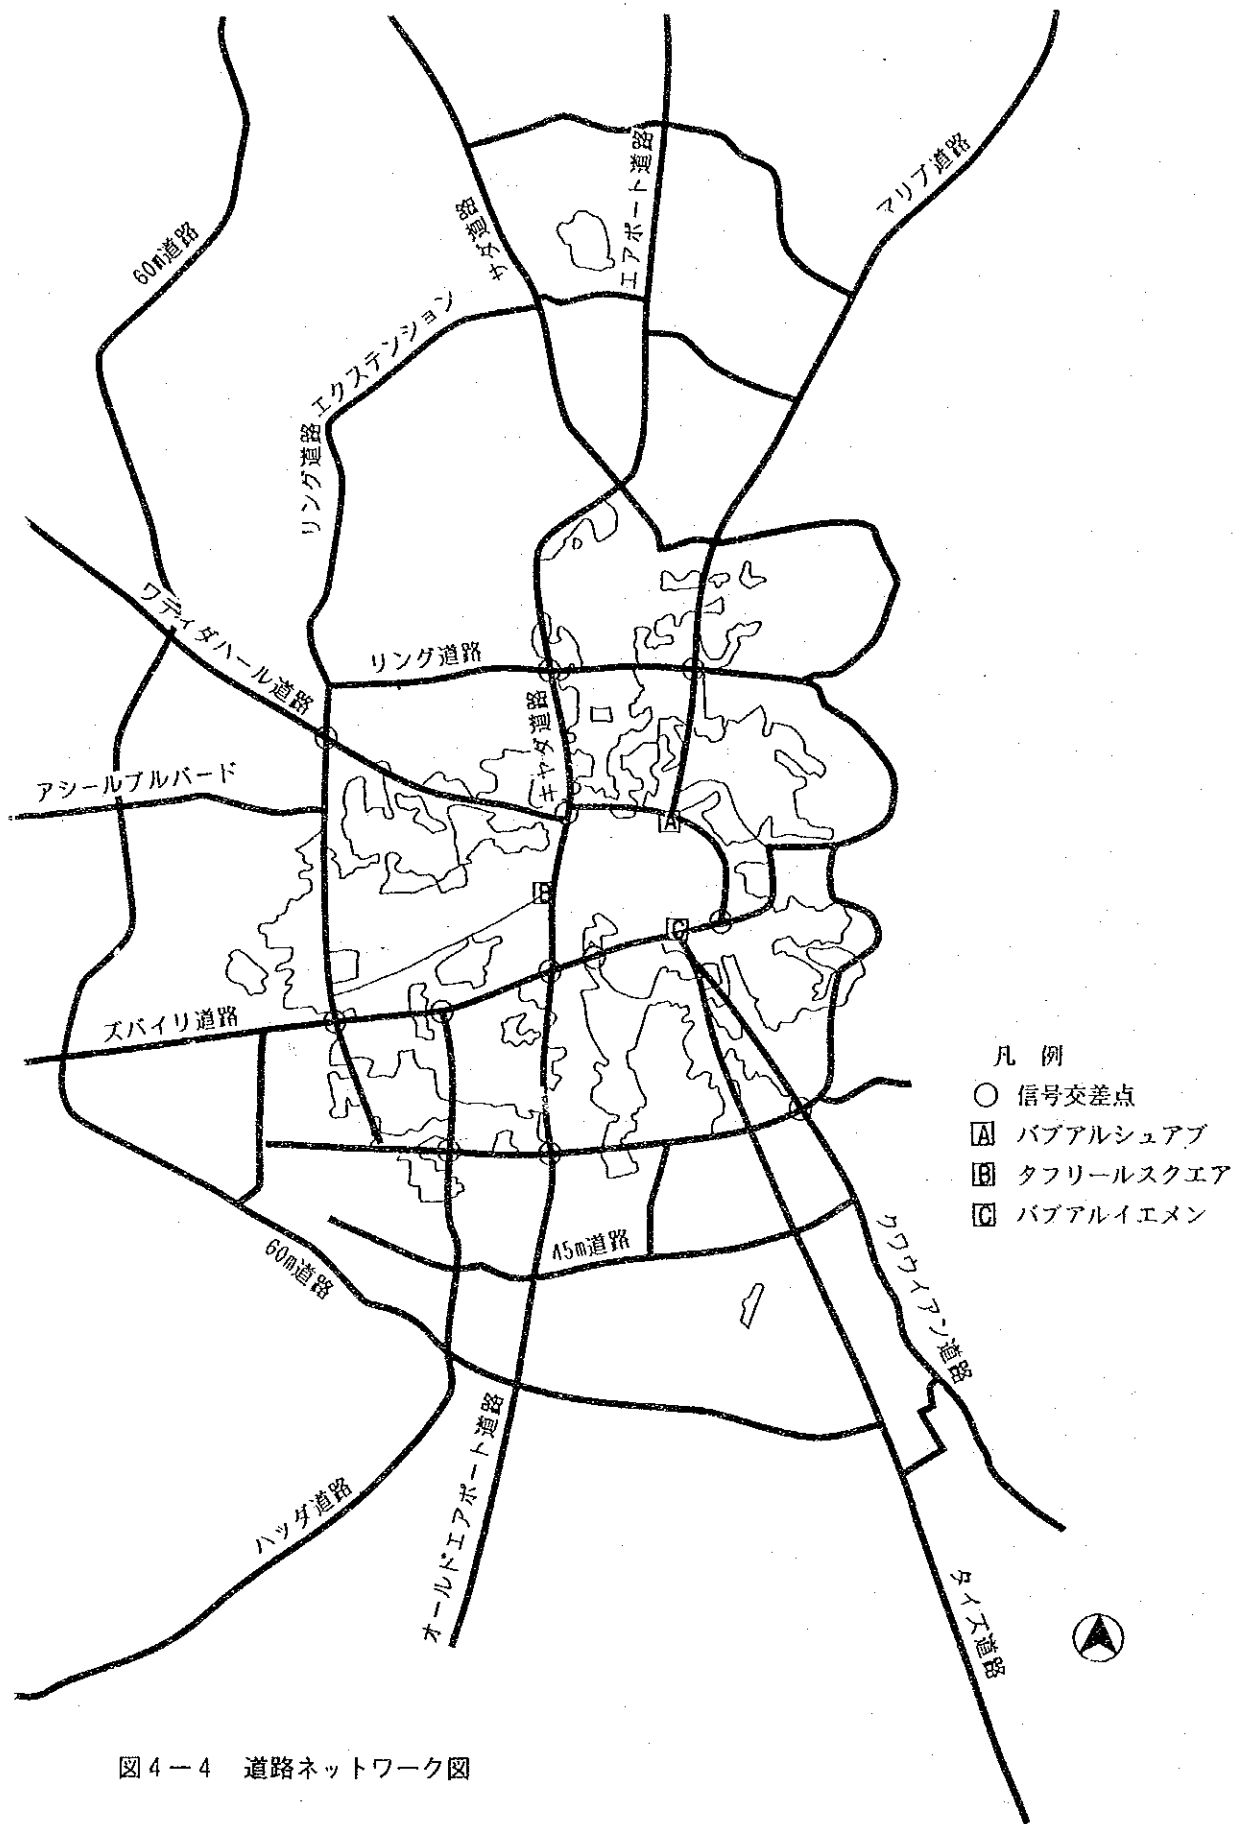 エアポート道路
マリブ道路
サダ道路
60m道路
リング道路エクステンション
ワディダハール道路
リング道路
キャダ道路
アシールブルバード
A
B
C
ズバイリ道路
凡 例
信号交差点
A バブアルシュアブ
B タフリールスクエア
C バブアルイエメン
45m道路
60m道路
クワウイアン道路
オールドエアポート道路
ハッダ道路
タイズ道路
図4-4 道路ネットワーク図